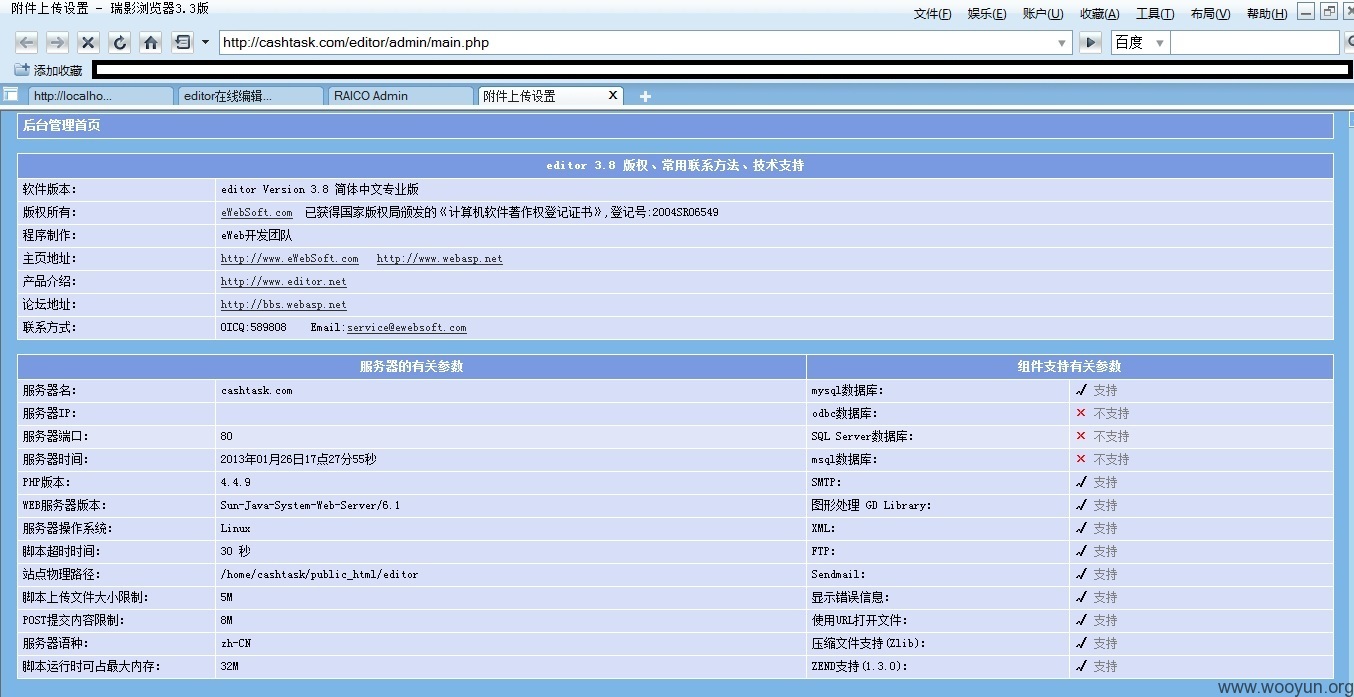 附件上传设置 - 瑞影浏览器3.3版
文件(F) 娱乐(E) 账户(U) 收藏(A) 工具(T) 布局(V) 帮助(H)
http://cashtask.com/editor/admin/main.php 百度
添加收藏
http://localho... editor在线编辑... RAICO Admin 附件上传设置 X
后台管理首页
editor 3.8 版权、常用联系方法、技术支持
软件版本: editor Version 3.8 简体中文专业版
版权所有: eWebSoft.com 已获得国家版权局颁发的《计算机软件著作权登记证书》,登记号:2004SR06549
程序制作: eWeb开发团队
主页地址: http://www.eWebSoft.com http://www.webasp.net
产品介绍: http://www.editor.net
论坛地址: http://bbs.webasp.net
联系方式: OICQ:589808 Email:service@ewebsoft.com
服务器的有关参数 组件支持有关参数
服务器名: cashtask.com mysql数据库: ✓ 支持
服务器IP: odbc数据库: × 不支持
服务器端口: 80 SQL Server数据库: × 不支持
服务器时间: 2013年01月26日17点27分55秒 msql数据库: × 不支持
PHP版本: 4.4.9 SMTP: ✓ 支持
WEB服务器版本: Sun-Java-System-Web-Server/6.1 图形处理 GD Library: ✓ 支持
服务器操作系统: Linux XML: ✓ 支持
脚本超时时间: 30 秒 FTP: ✓ 支持
站点物理路径: /home/cashtask/public_html/editor Sendmail: ✓ 支持
脚本上传文件大小限制: 5M 显示错误信息: ✓ 支持
POST提交内容限制: 8M 使用URL打开文件: ✓ 支持
服务器语种: zh-CN 压缩文件支持(Zlib): ✓ 支持
脚本运行时可占最大内存: 32M ZEND支持(1.3.0): ✓ 支持
www.wooyun.org